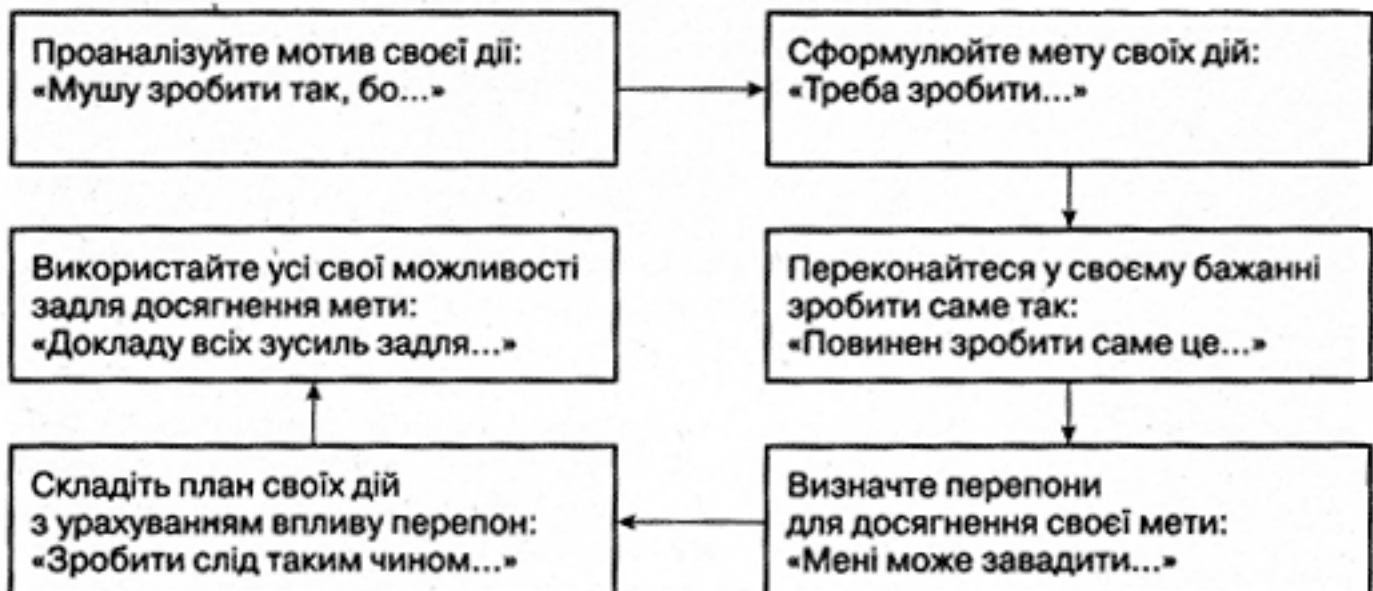 Проаналізуйте мотив своєї дії:
«Мушу зробити так, бо...»
Сформулюйте мету своїх дій:
«Треба зробити...»
Переконайтеся у своєму бажанні
зробити саме так:
«Повинен зробити саме це...»
Визначте перепони
для досягнення своєї мети:
«Мені може завадити...»
Складіть план своїх дій
з урахуванням впливу перепон:
«Зробити слід таким чином...»
Використайте усі свої можливості
задля досягнення мети:
«Докладу всіх зусиль задля...»